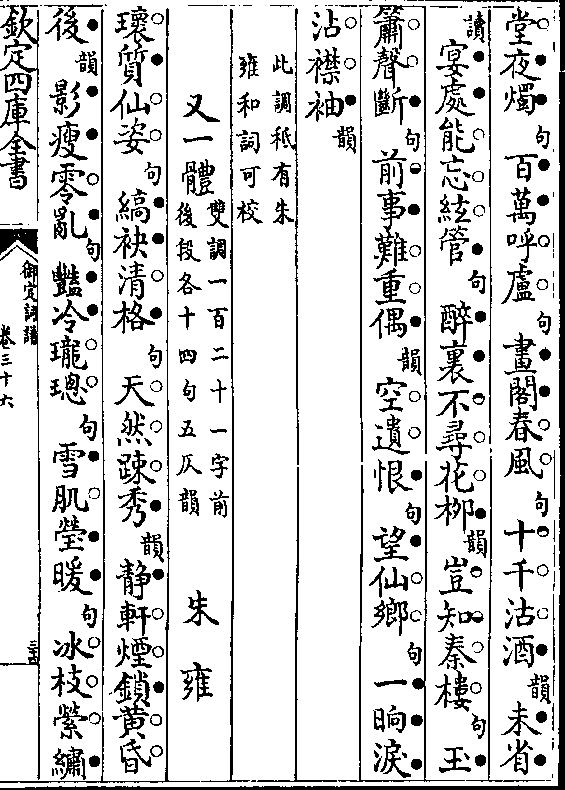 堂夜燭句百萬呼盧句畫閣春風句十千沽酒韻未省
讀宴處能忘絃管句醉裏不尋花柳韻豈知秦樓句玉
簫聲斷句前事難重偶韻空遺恨句望仙鄉句一晌淚
沾襟袖韻
此調祗有朱
雍和詞可校
又一體雙調一百二十一字前
後段各十四句五仄韻朱雍
瓌質仙姿句縞袂清格句天然疎秀韻靜軒煙鎖黃昏
後韻影瘦零亂句豔冷瓏璁句雪肌瑩暖句冰枝縈繡
欽定四庫全書
御定詞譜
卷三十六